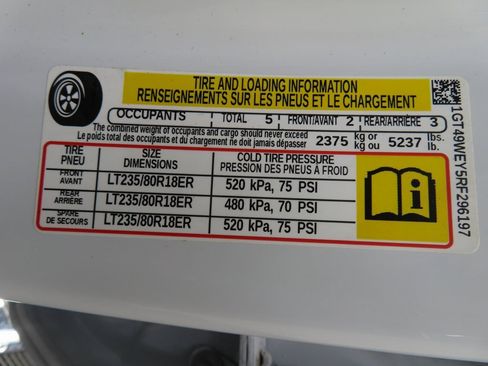 TIRE AND LOADING INFORMATION
RENSEIGNEMENTS SUR LES PNEUS ET LE CHARGEMENT
OCCUPANTS TOTAL 5 FRONT/AVANT 2 REAR/ARRIÈRE 3
The combined weight of occupants and cargo should never exceed
Le poids total des occupants et du chargement ne doit jamais dépasser
2375 kg or kg ou 5237 lbs. lb.
TIRE PNEU SIZE DIMENSIONS COLD TIRE PRESSURE PRESSION DES PNEUS A FROID
FRONT AVANT LT235/80R18ER 520 kPa, 75 PSI
REAR ARRIÈRE LT235/80R18ER 480 kPa, 70 PSI
SPARE DE SECOURS LT235/80R18ER 520 kPa, 75 PSI
1GT49WEY5RF296197